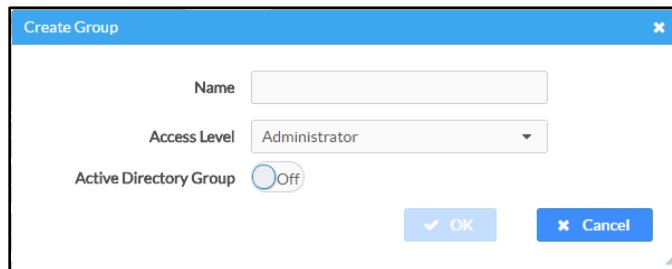 Create Group
Name
Access Level Administrator
Active Directory Group Off
OK Cancel